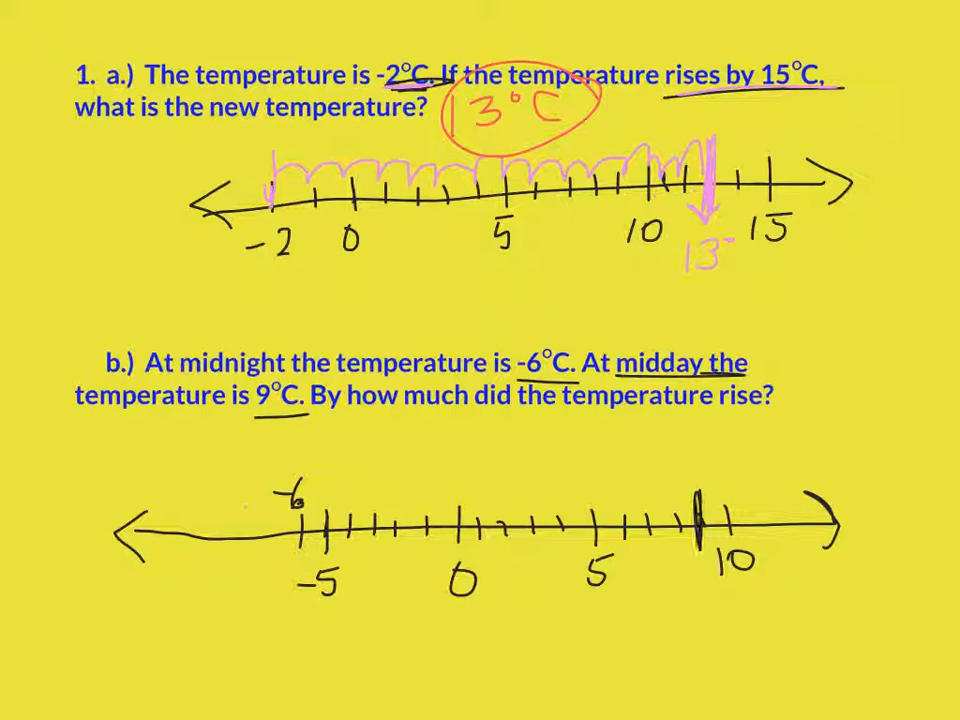 1. a.) The temperature is -2°C. If the temperature rises by 15°C,
what is the new temperature?
13°C
-2 0 5 10 15
13
b.) At midnight the temperature is -6°C. At midday the
temperature is 9°C. By how much did the temperature rise?
-6
-5 0 5 10